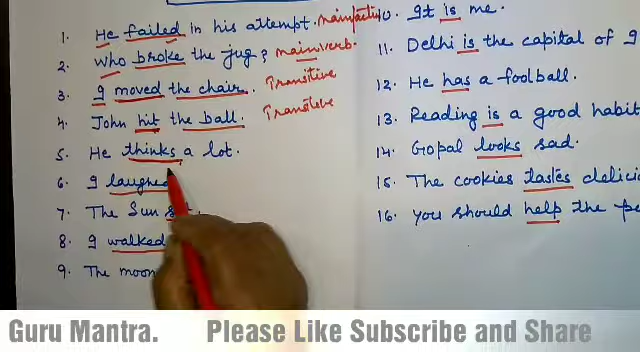 1. He failed in his attempt. main
2. who broke the jug? main verb.
3. I moved the chair. Transitive
4. John hit the ball. Transitive
5. He thinks a lot.
6. I laughed
7. The Sun
8. I walked
9. The moon
10. It is me.
11. Delhi is the capital of
12. He has a football.
13. Reading is a good habit
14. Gopal looks sad.
15. The cookies tastes
16. you should help the
Guru Mantra. Please Like Subscribe and Share